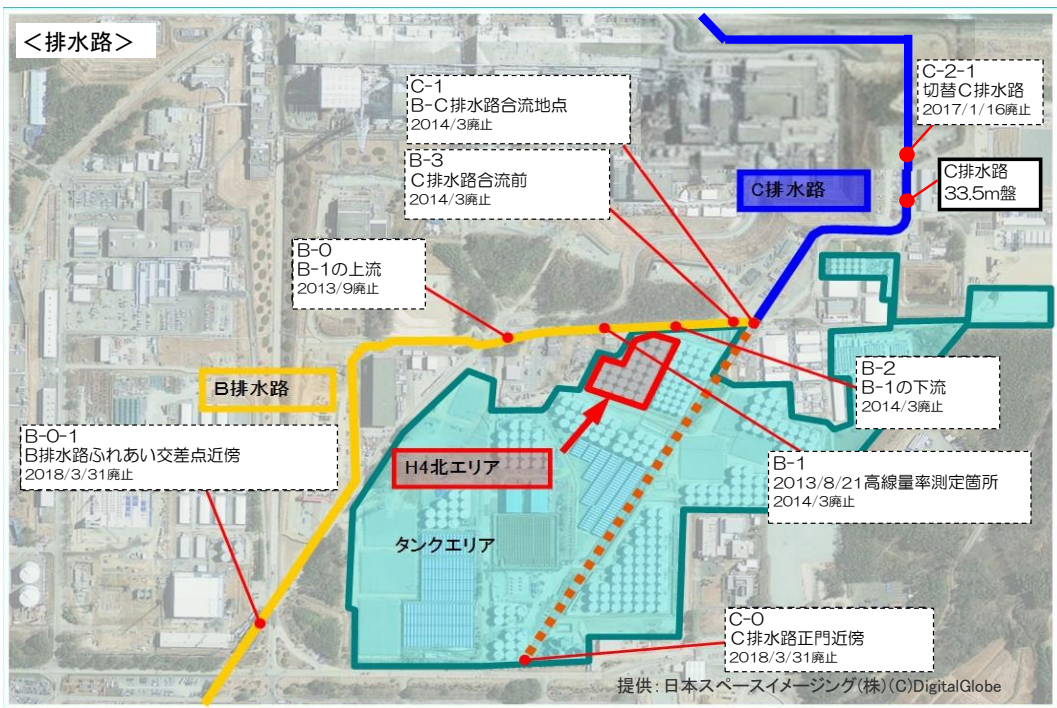 ＜排水路＞
C-1
B-C排水路合流地点
2014/3廃止
C-2-1
切替C排水路
2017/1/16廃止
B-3
C排水路合流前
2014/3廃止
C排水路
C排水路
33.5m盤
B-0
B-1の上流
2013/9廃止
B排水路
B-2
B-1の下流
2014/3廃止
B-0-1
B排水路ふれあい交差点近傍
2018/3/31廃止
H4北エリア
B-1
2013/8/21高線量率測定箇所
2014/3廃止
タンクエリア
C-0
C排水路正門近傍
2018/3/31廃止
提供：日本スペースイメージング(株)(C)DigitalGlobe